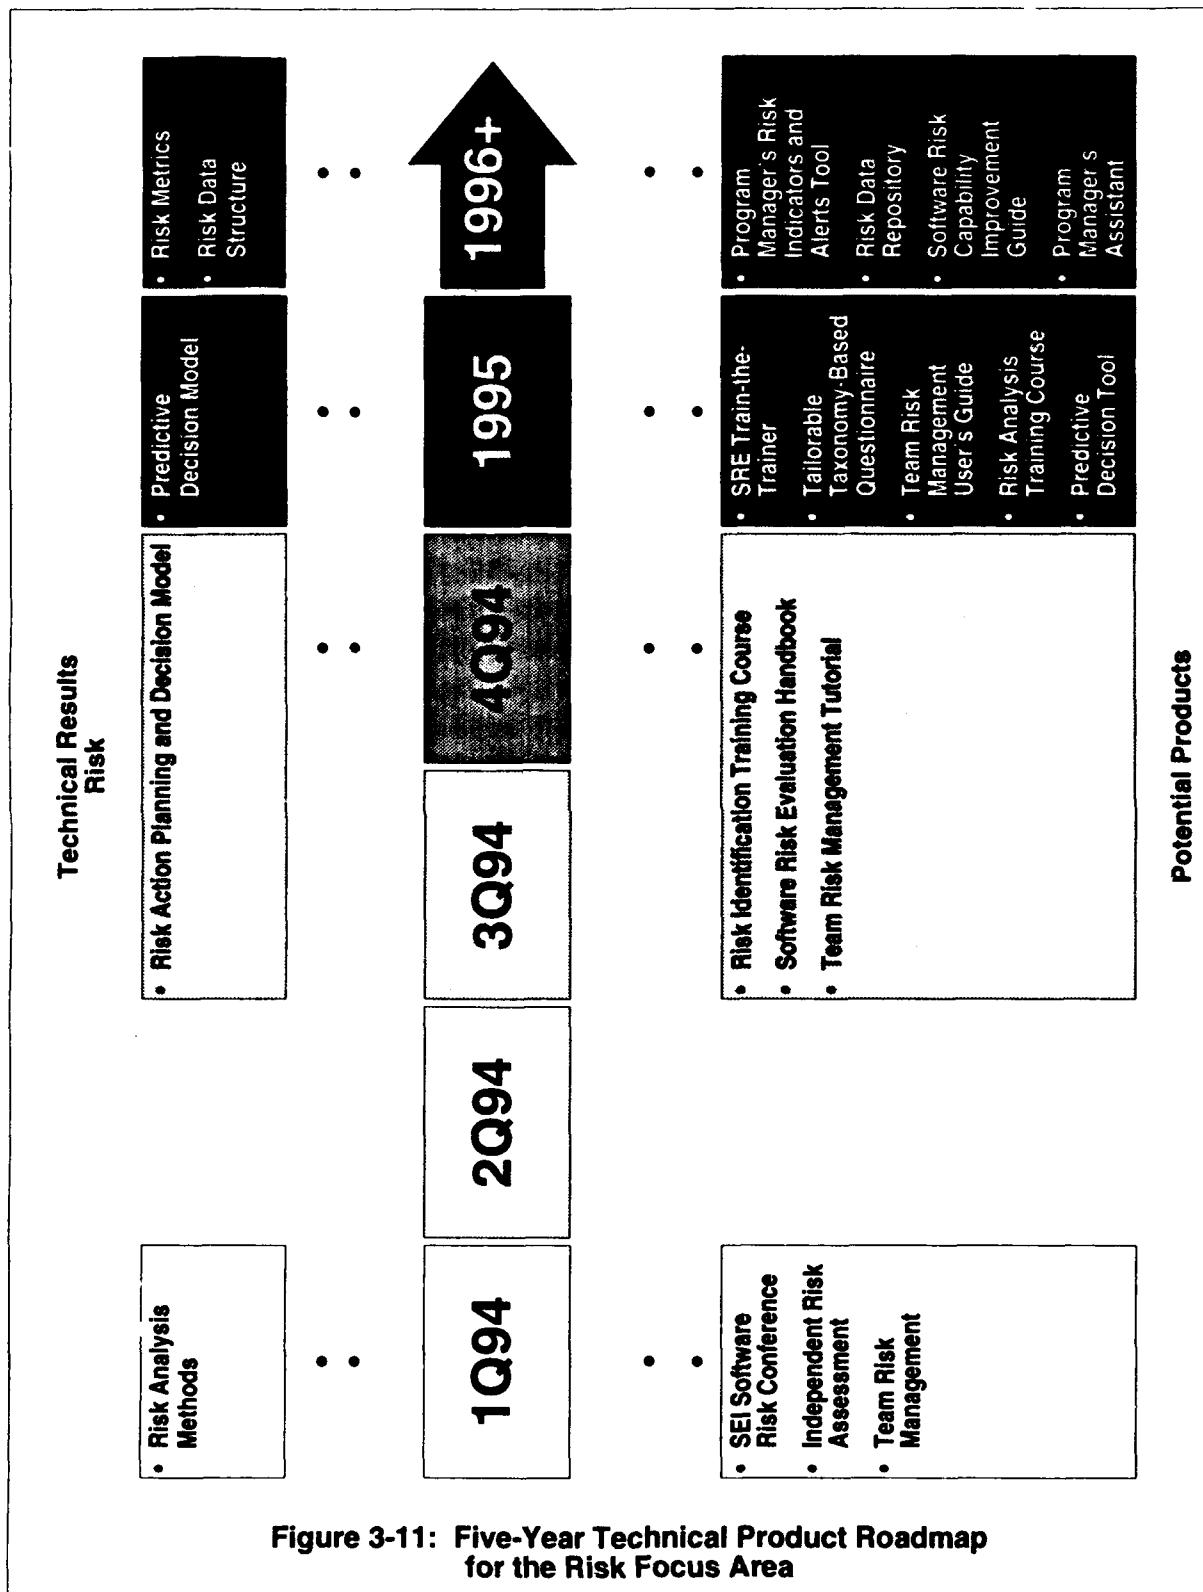 Technical Results
Risk
• Risk Analysis
Methods
• Risk Action Planning and Decision Model
• Predictive
Decision Model
• Risk Metrics
• Risk Data
Structure
1Q94
2Q94
3Q94
4Q94
1995
1996+
• SEI Software
Risk Conference
• Independent Risk
Assessment
• Team Risk
Management
• Risk Identification Training Course
• Software Risk Evaluation Handbook
• Team Risk Management Tutorial
• SRE Train-the-
Trainer
• Tailorable
Taxonomy-Based
Questionnaire
• Team Risk
Management
User's Guide
• Risk Analysis
Training Course
• Predictive
Decision Tool
• Program
Manager's Risk
Indicators and
Alerts Tool
• Risk Data
Repository
• Software Risk
Capability
Improvement
Guide
• Program
Manager s
Assistant
Potential Products
Figure 3-11: Five-Year Technical Product Roadmap
for the Risk Focus Area